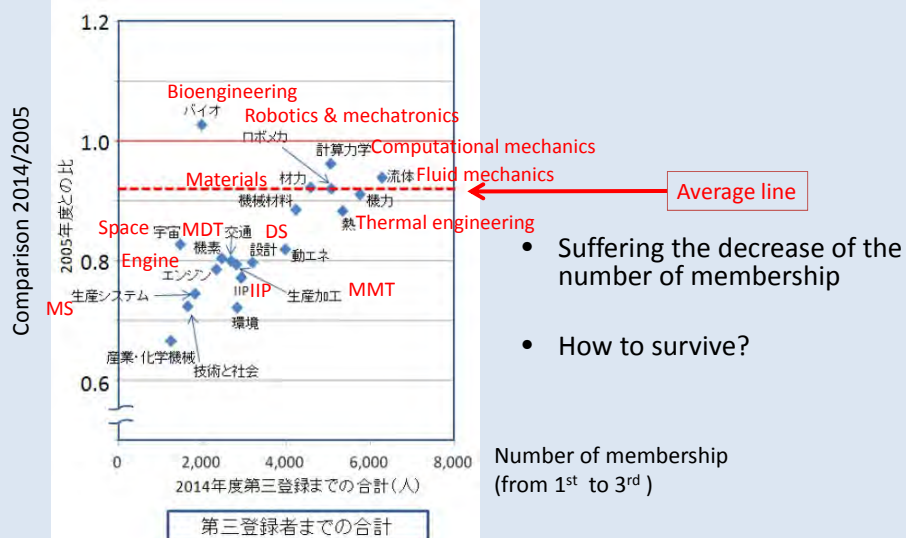 1.2
Bioengineering
バイオ
Robotics & mechatronics
ロボメカ
1.0
計算力学 Computational mechanics
Materials 材力
流体 Fluid mechanics
機械材料
機力
熱 Thermal engineering
Average line
Space 宇宙 MDT 交通 DS
機素
設計
動エネ
0.8
Engine
エンジン
IIP IIP
生産加工 MMT
生産システム
MS
環境
産業・化学機械
技術と社会
0.6
0 2,000 4,000 6,000 8,000
2014年度第三登録までの合計(人)
第三登録者までの合計
Comparison 2014/2005
2005年度との比
• Suffering the decrease of the
number of membership
• How to survive?
Number of membership
(from 1st to 3rd )